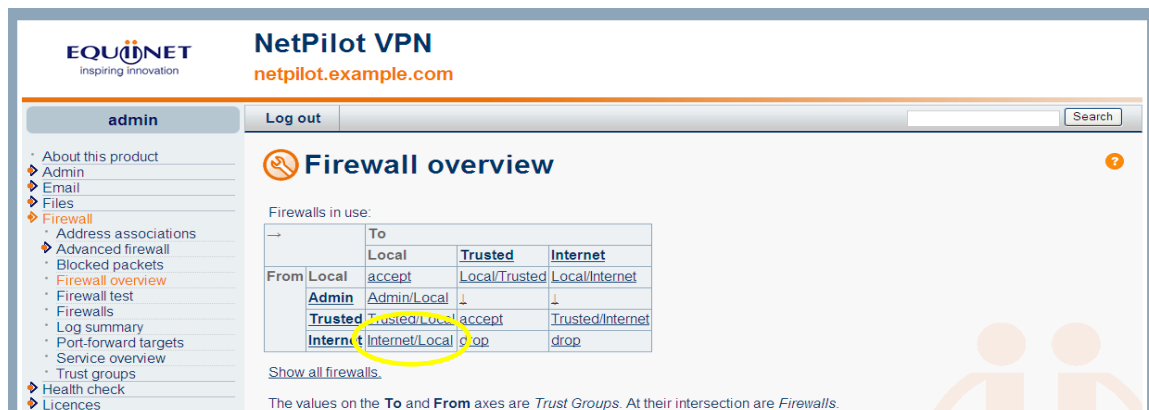 EQUiiNET
inspiring innovation
NetPilot VPN
netpilot.example.com
admin
Log out
Search
About this product
Admin
Email
Files
Firewall
Address associations
Advanced firewall
Blocked packets
Firewall overview
Firewall test
Firewalls
Log summary
Port-forward targets
Service overview
Trust groups
Health check
Licences
Firewall overview
?
Firewalls in use:
→ To
Local Trusted Internet
From Local accept Local/Trusted Local/Internet
Admin Admin/Local ↓ ↓
Trusted Trusted/Local accept Trusted/Internet
Internet Internet/Local drop drop
Show all firewalls.
The values on the To and From axes are Trust Groups. At their intersection are Firewalls.